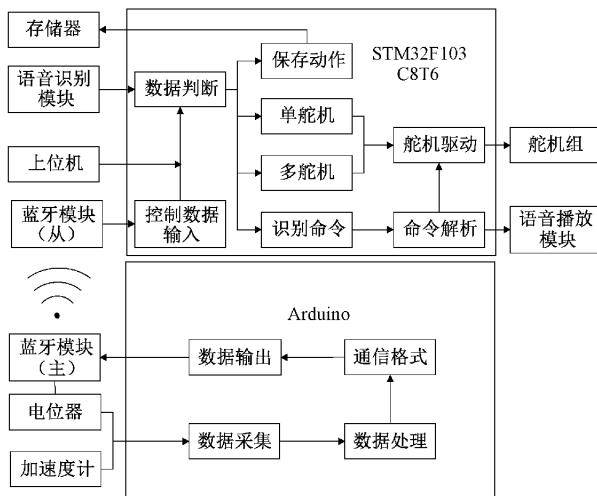 存储器
保存动作
STM32F103
C8T6
语音识别
模块
数据判断
单舵机
舵机驱动
舵机组
上位机
多舵机
蓝牙模块
（从）
控制数据
输入
识别命令
命令解析
语音播放
模块
Arduino
蓝牙模块
（主）
数据输出
通信格式
电位器
数据采集
数据处理
加速度计